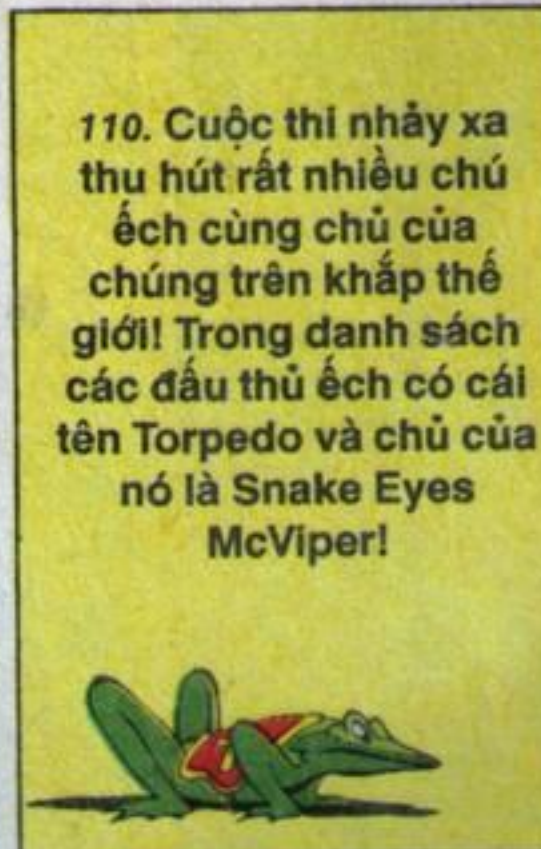 110. Cuộc thi nhảy xa
thu hút rất nhiều chú
ếch cùng chủ của
chúng trên khắp thế
giới! Trong danh sách
các đấu thủ ếch có cái
tên Torpedo và chủ của
nó là Snake Eyes
McViper!